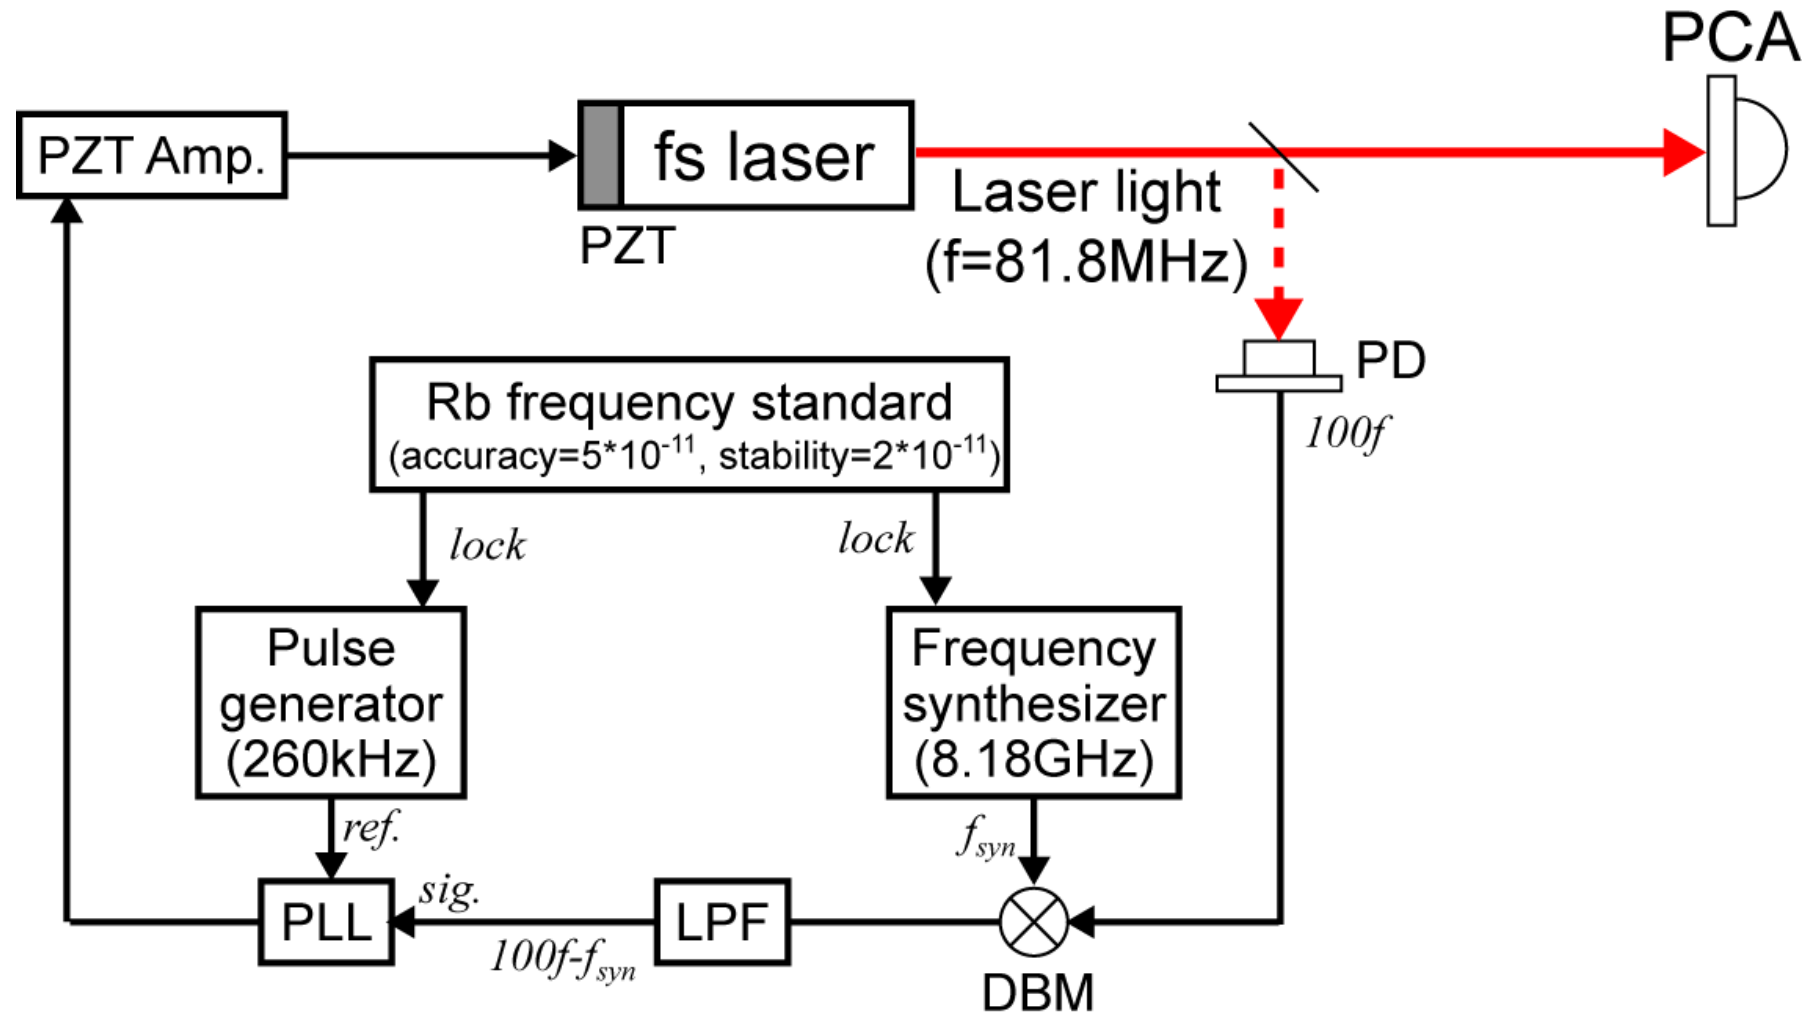 PCA
PZT Amp.
fs laser
PZT
Laser light
(f=81.8MHz)
PD
100f
Rb frequency standard
(accuracy=5*10⁻¹¹, stability=2*10⁻¹¹)
lock
lock
Pulse
generator
(260kHz)
Frequency
synthesizer
(8.18GHz)
ref.
f_syn
sig.
PLL
LPF
100f-f_syn
DBM